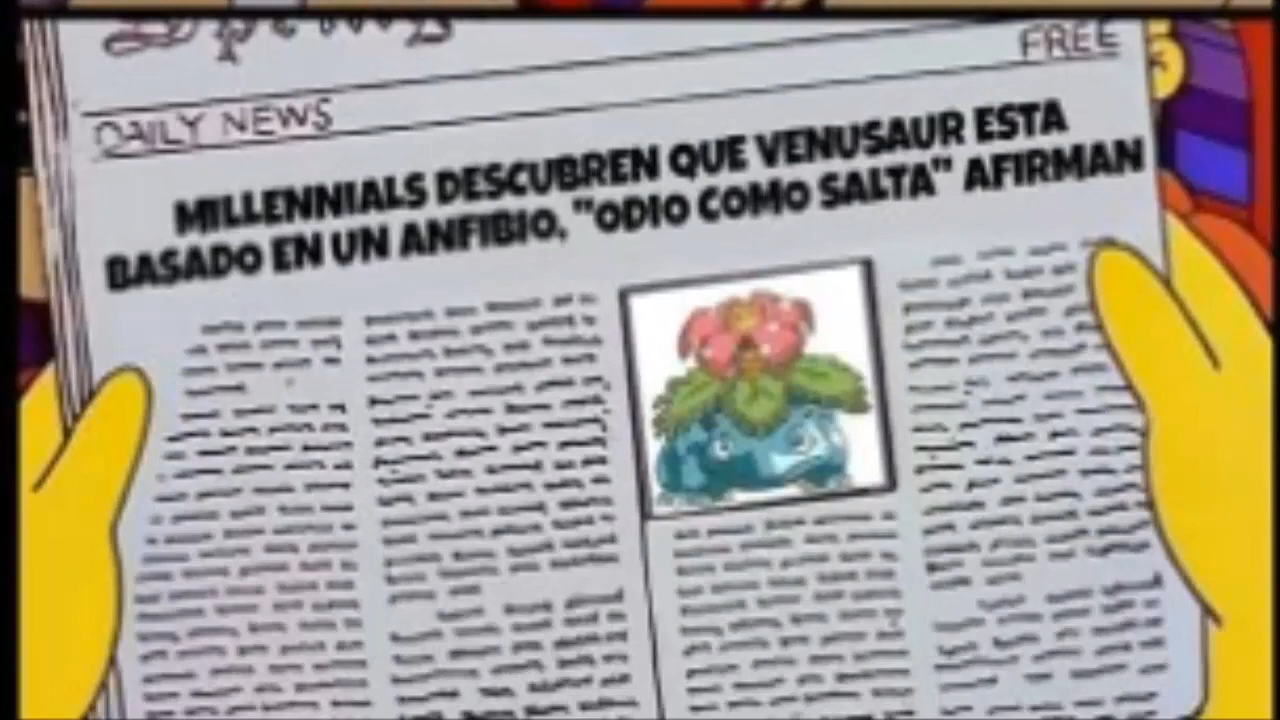 FREE
DAILY NEWS
MILLENNIALS DESCUBREN QUE VENUSAUR ESTA
BASADO EN UN ANFIBIO, "ODIO COMO SALTA" AFIRMAN